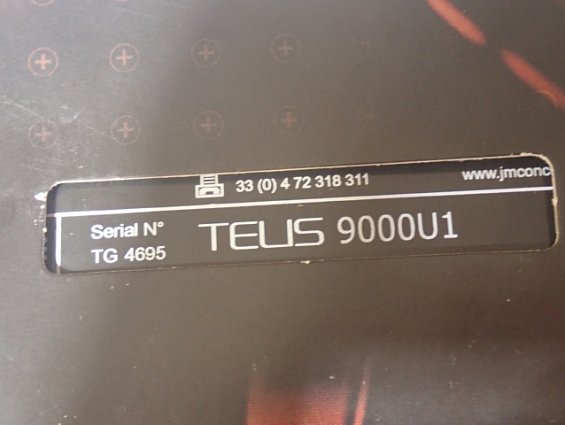 33 (0) 4 72 318 311 www.jmconc
Serial N° TELIS 9000U1
TG 4695